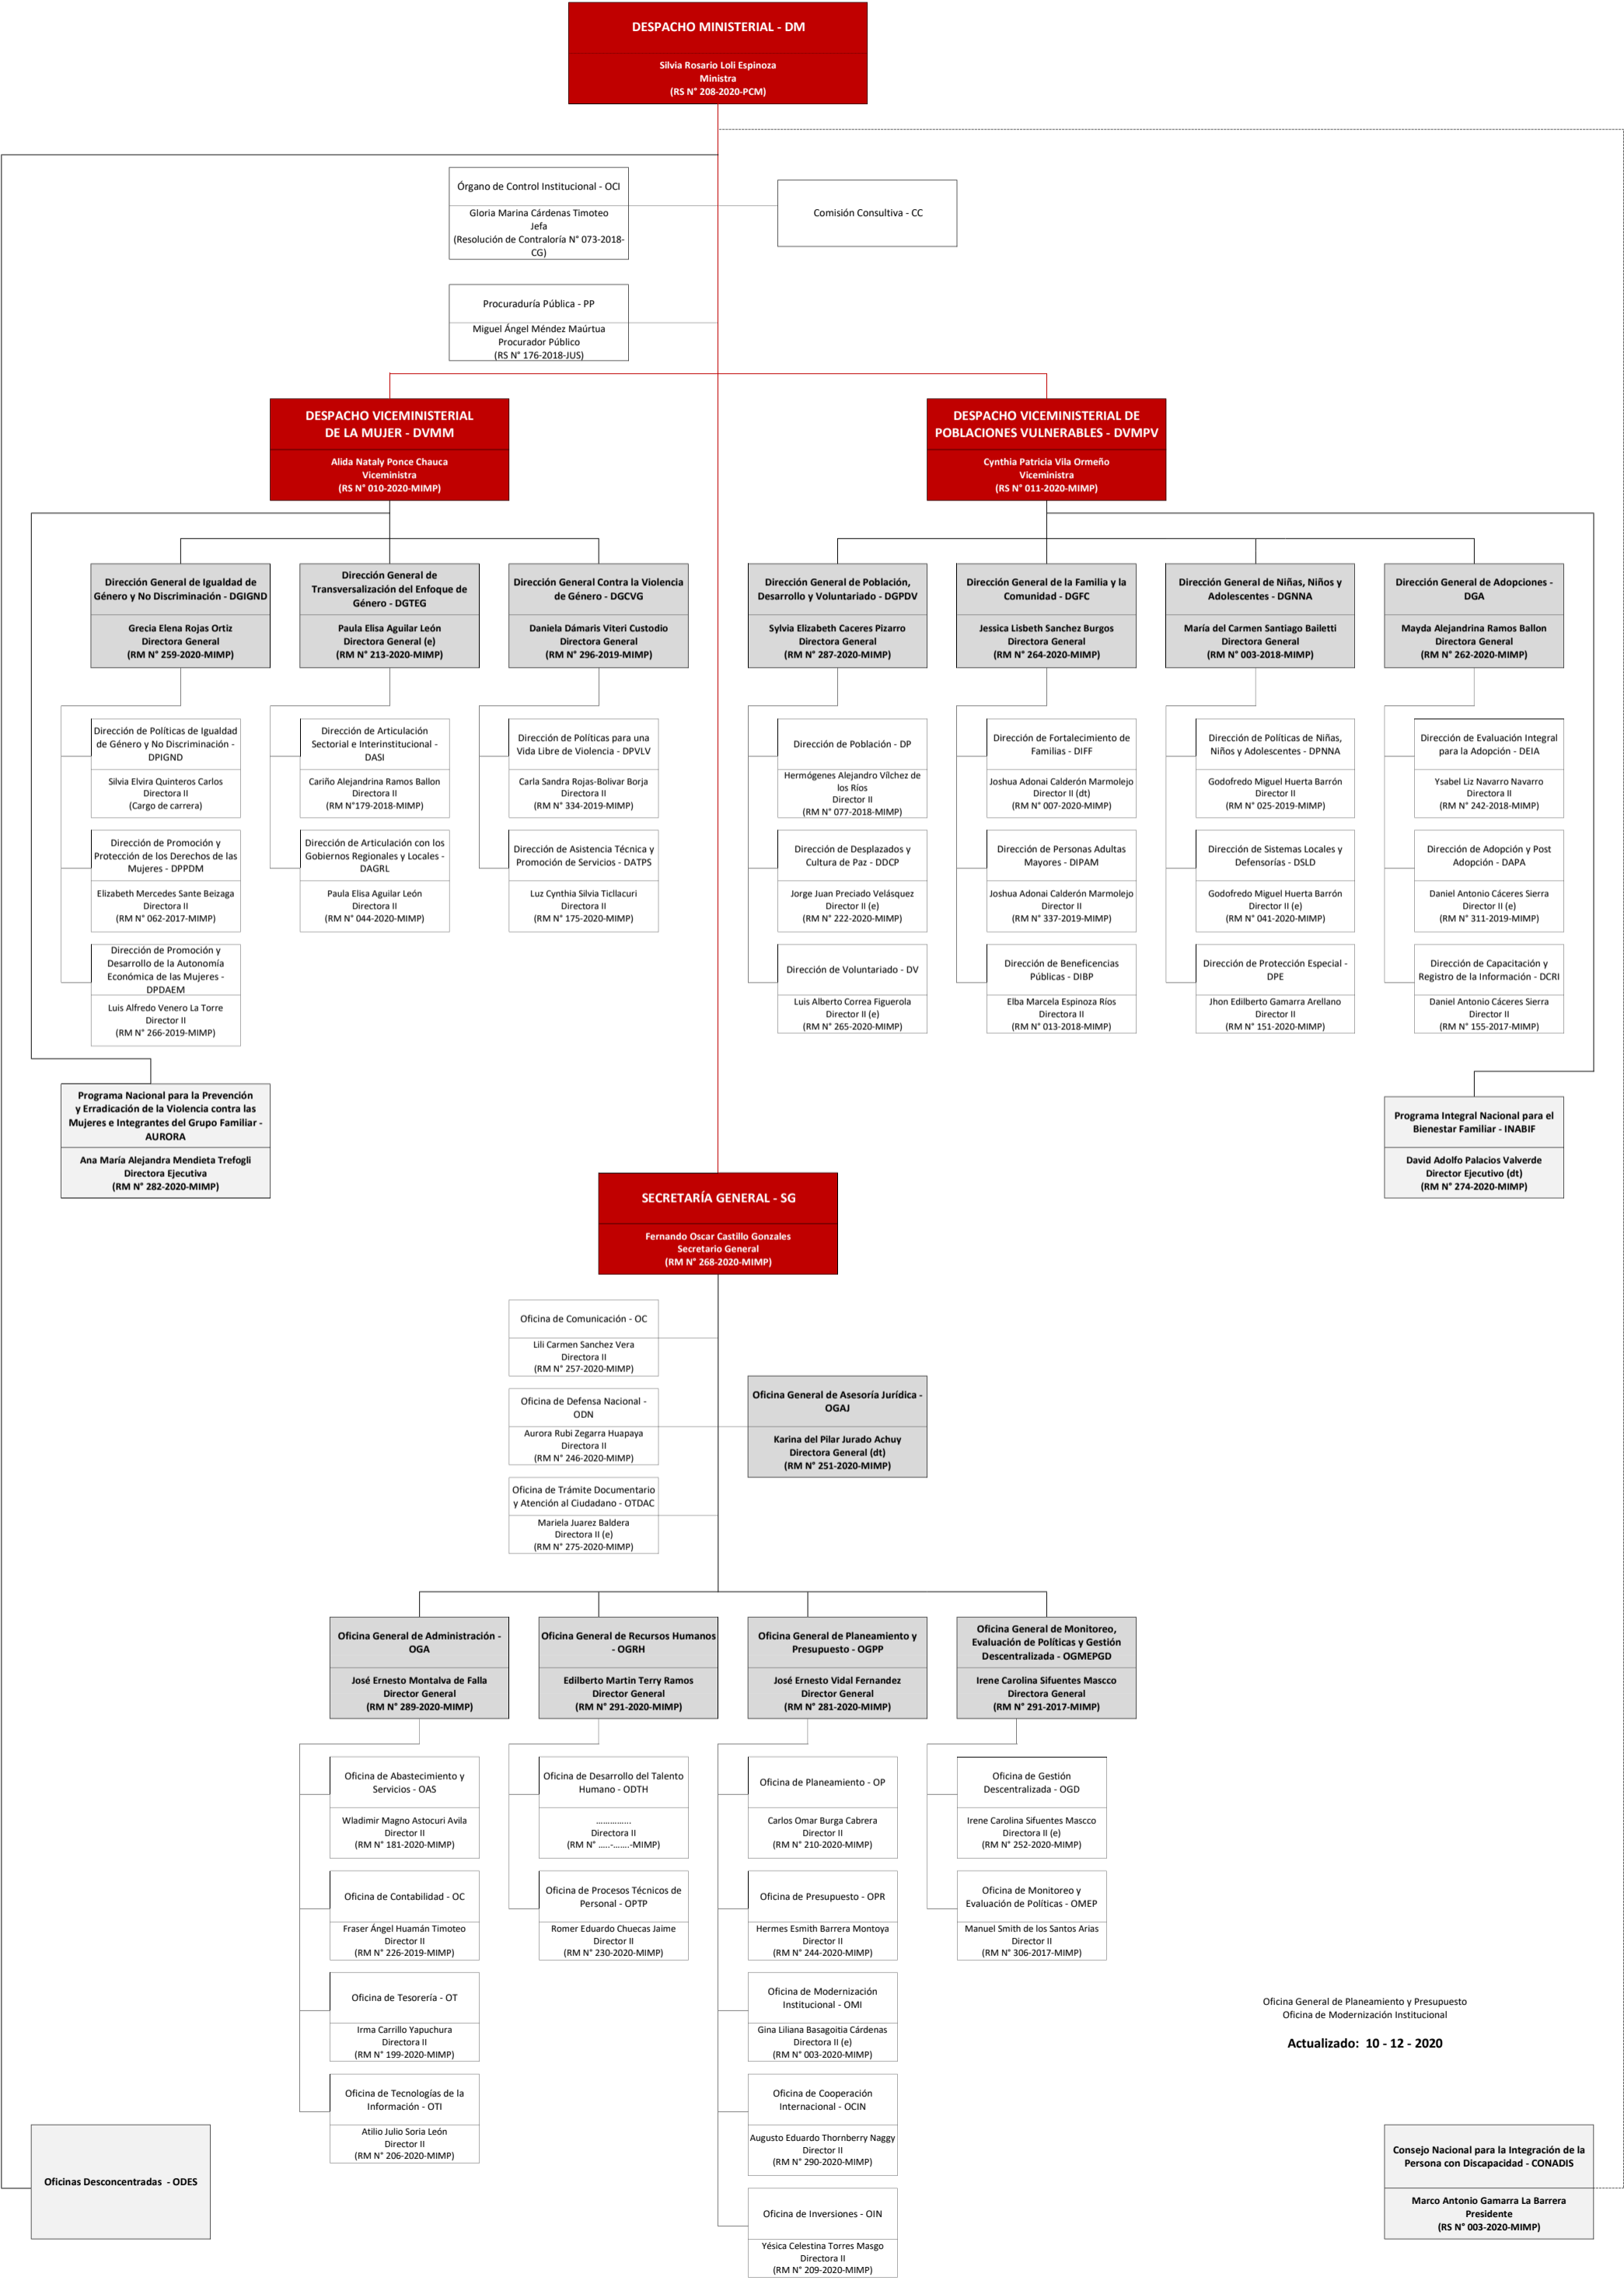 DESPACHO MINISTERIAL - DM
Silvia Rosario Loli Espinoza
Ministra
(RS N° 208-2020-PCM)
Órgano de Control Institucional - OCI
Gloria Marina Cárdenas Timoteo
Jefa
(Resolución de Contraloría N° 073-2018-
CG)
Comisión Consultiva - CC
Procuraduría Pública - PP
Miguel Ángel Méndez Maúrtua
Procurador Público
(RS N° 176-2018-JUS)
DESPACHO VICEMINISTERIAL
DE LA MUJER - DVMM
Alida Nataly Ponce Chauca
Viceministra
(RS N° 010-2020-MIMP)
DESPACHO VICEMINISTERIAL DE
POBLACIONES VULNERABLES - DVMPV
Cynthia Patricia Vila Ormeño
Viceministra
(RS N° 011-2020-MIMP)
Dirección General de Igualdad de
Género y No Discriminación - DGIGND
Grecia Elena Rojas Ortiz
Directora General
(RM N° 259-2020-MIMP)
Dirección General de
Transversalización del Enfoque de
Género - DGTEG
Paula Elisa Aguilar León
Directora General (e)
(RM N° 213-2020-MIMP)
Dirección General Contra la Violencia
de Género - DGCVG
Daniela Dámaris Viteri Custodio
Directora General
(RM N° 296-2019-MIMP)
Dirección General de Población,
Desarrollo y Voluntariado - DGPDV
Sylvia Elizabeth Caceres Pizarro
Directora General
(RM N° 287-2020-MIMP)
Dirección General de la Familia y la
Comunidad - DGFC
Jessica Lisbeth Sanchez Burgos
Directora General
(RM N° 264-2020-MIMP)
Dirección General de Niñas, Niños y
Adolescentes - DGNNA
María del Carmen Santiago Bailetti
Directora General
(RM N° 003-2018-MIMP)
Dirección General de Adopciones -
DGA
Mayda Alejandrina Ramos Ballon
Directora General
(RM N° 262-2020-MIMP)
Dirección de Políticas de Igualdad
de Género y No Discriminación -
DPIGND
Silvia Elvira Quinteros Carlos
Directora II
(Cargo de carrera)
Dirección de Articulación
Sectorial e Interinstitucional -
DASI
Cariño Alejandrina Ramos Ballon
Directora II
(RM N°179-2018-MIMP)
Dirección de Políticas para una
Vida Libre de Violencia - DPVLV
Carla Sandra Rojas-Bolivar Borja
Directora II
(RM N° 334-2019-MIMP)
Dirección de Población - DP
Hermógenes Alejandro Vílchez de
los Ríos
Director II
(RM N° 077-2018-MIMP)
Dirección de Fortalecimiento de
Familias - DIFF
Joshua Adonai Calderón Marmolejo
Director II (dt)
(RM N° 007-2020-MIMP)
Dirección de Políticas de Niñas,
Niños y Adolescentes - DPNNA
Godofredo Miguel Huerta Barrón
Director II
(RM N° 025-2019-MIMP)
Dirección de Evaluación Integral
para la Adopción - DEIA
Ysabel Liz Navarro Navarro
Directora II
(RM N° 242-2018-MIMP)
Dirección de Promoción y
Protección de los Derechos de las
Mujeres - DPPDM
Elizabeth Mercedes Sante Beizaga
Directora II
(RM N° 062-2017-MIMP)
Dirección de Articulación con los
Gobiernos Regionales y Locales -
DAGRL
Paula Elisa Aguilar León
Directora II
(RM N° 044-2020-MIMP)
Dirección de Asistencia Técnica y
Promoción de Servicios - DATPS
Luz Cynthia Silvia Ticllacuri
Directora II
(RM N° 175-2020-MIMP)
Dirección de Desplazados y
Cultura de Paz - DDCP
Jorge Juan Preciado Velásquez
Director II (e)
(RM N° 222-2020-MIMP)
Dirección de Personas Adultas
Mayores - DIPAM
Joshua Adonai Calderón Marmolejo
Director II
(RM N° 337-2019-MIMP)
Dirección de Sistemas Locales y
Defensorías - DSLD
Godofredo Miguel Huerta Barrón
Director II (e)
(RM N° 041-2020-MIMP)
Dirección de Adopción y Post
Adopción - DAPA
Daniel Antonio Cáceres Sierra
Director II (e)
(RM N° 311-2019-MIMP)
Dirección de Promoción y
Desarrollo de la Autonomía
Económica de las Mujeres -
DPDAEM
Luis Alfredo Venero La Torre
Director II
(RM N° 266-2019-MIMP)
Dirección de Voluntariado - DV
Luis Alberto Correa Figuerola
Director II (e)
(RM N° 265-2020-MIMP)
Dirección de Beneficencias
Públicas - DIBP
Elba Marcela Espinoza Ríos
Directora II
(RM N° 013-2018-MIMP)
Dirección de Protección Especial -
DPE
Jhon Edilberto Gamarra Arellano
Director II
(RM N° 151-2020-MIMP)
Dirección de Capacitación y
Registro de la Información - DCRI
Daniel Antonio Cáceres Sierra
Director II
(RM N° 155-2017-MIMP)
Programa Nacional para la Prevención
y Erradicación de la Violencia contra las
Mujeres e Integrantes del Grupo Familiar -
AURORA
Ana María Alejandra Mendieta Trefogli
Directora Ejecutiva
(RM N° 282-2020-MIMP)
Programa Integral Nacional para el
Bienestar Familiar - INABIF
David Adolfo Palacios Valverde
Director Ejecutivo (dt)
(RM N° 274-2020-MIMP)
SECRETARÍA GENERAL - SG
Fernando Oscar Castillo Gonzales
Secretario General
(RM N° 268-2020-MIMP)
Oficina de Comunicación - OC
Lili Carmen Sanchez Vera
Directora II
(RM N° 257-2020-MIMP)
Oficina de Defensa Nacional -
ODN
Aurora Rubi Zegarra Huapaya
Directora II
(RM N° 246-2020-MIMP)
Oficina General de Asesoría Jurídica -
OGAJ
Karina del Pilar Jurado Achuy
Directora General (dt)
(RM N° 251-2020-MIMP)
Oficina de Trámite Documentario
y Atención al Ciudadano - OTDAC
Mariela Juarez Baldera
Directora II (e)
(RM N° 275-2020-MIMP)
Oficina General de Administración -
OGA
José Ernesto Montalva de Falla
Director General
(RM N° 289-2020-MIMP)
Oficina General de Recursos Humanos
- OGRH
Edilberto Martin Terry Ramos
Director General
(RM N° 291-2020-MIMP)
Oficina General de Planeamiento y
Presupuesto - OGPP
José Ernesto Vidal Fernandez
Director General
(RM N° 281-2020-MIMP)
Oficina General de Monitoreo,
Evaluación de Políticas y Gestión
Descentralizada - OGMEPGD
Irene Carolina Sifuentes Mascco
Directora General
(RM N° 291-2017-MIMP)
Oficina de Abastecimiento y
Servicios - OAS
Wladimir Magno Astocuri Avila
Director II
(RM N° 181-2020-MIMP)
Oficina de Desarrollo del Talento
Humano - ODTH
..............
Directora II
(RM N° .....-.......-MIMP)
Oficina de Planeamiento - OP
Carlos Omar Burga Cabrera
Director II
(RM N° 210-2020-MIMP)
Oficina de Gestión
Descentralizada - OGD
Irene Carolina Sifuentes Mascco
Directora II (e)
(RM N° 252-2020-MIMP)
Oficina de Contabilidad - OC
Fraser Ángel Huamán Timoteo
Director II
(RM N° 226-2019-MIMP)
Oficina de Procesos Técnicos de
Personal - OPTP
Romer Eduardo Chuecas Jaime
Director II
(RM N° 230-2020-MIMP)
Oficina de Presupuesto - OPR
Hermes Esmith Barrera Montoya
Director II
(RM N° 244-2020-MIMP)
Oficina de Monitoreo y
Evaluación de Políticas - OMEP
Manuel Smith de los Santos Arias
Director II
(RM N° 306-2017-MIMP)
Oficina de Tesorería - OT
Irma Carrillo Yapuchura
Directora II
(RM N° 199-2020-MIMP)
Oficina de Modernización
Institucional - OMI
Gina Liliana Basagoitia Cárdenas
Directora II (e)
(RM N° 003-2020-MIMP)
Oficina General de Planeamiento y Presupuesto
Oficina de Modernización Institucional
Actualizado: 10 - 12 - 2020
Oficina de Tecnologías de la
Información - OTI
Atilio Julio Soria León
Director II
(RM N° 206-2020-MIMP)
Oficina de Cooperación
Internacional - OCIN
Augusto Eduardo Thornberry Naggy
Director II
(RM N° 290-2020-MIMP)
Oficinas Desconcentradas - ODES
Consejo Nacional para la Integración de la
Persona con Discapacidad - CONADIS
Marco Antonio Gamarra La Barrera
Presidente
(RS N° 003-2020-MIMP)
Oficina de Inversiones - OIN
Yésica Celestina Torres Masgo
Directora II
(RM N° 209-2020-MIMP)